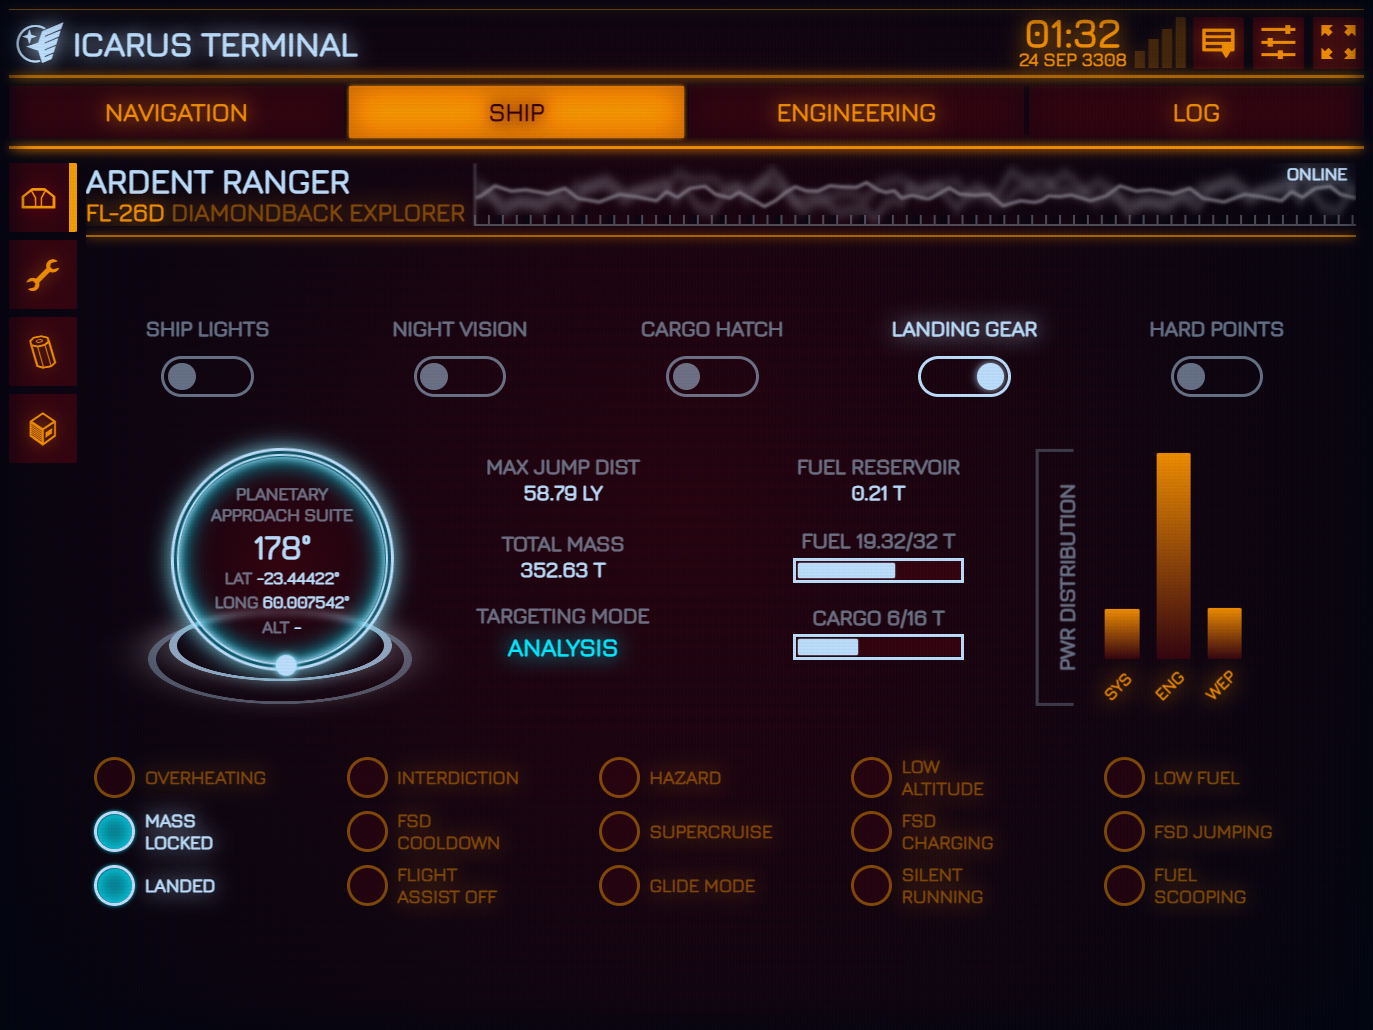 ICARUS TERMINAL
01:32
24 SEP 3308
NAVIGATION
SHIP
ENGINEERING
LOG
ARDENT RANGER
FL-26D DIAMONDBACK EXPLORER
ONLINE
SHIP LIGHTS
NIGHT VISION
CARGO HATCH
LANDING GEAR
HARD POINTS
PLANETARY
APPROACH SUITE
178°
LAT -23.44422°
LONG 60.007542°
ALT -
MAX JUMP DIST
58.79 LY
TOTAL MASS
352.63 T
TARGETING MODE
ANALYSIS
FUEL RESERVOIR
0.21 T
FUEL 19.32/32 T
CARGO 6/16 T
PWR DISTRIBUTION
SYS
ENG
WEP
OVERHEATING
INTERDICTION
HAZARD
LOW
ALTITUDE
LOW FUEL
MASS
LOCKED
FSD
COOLDOWN
SUPERCRUISE
FSD
CHARGING
FSD JUMPING
LANDED
FLIGHT
ASSIST OFF
GLIDE MODE
SILENT
RUNNING
FUEL
SCOOPING